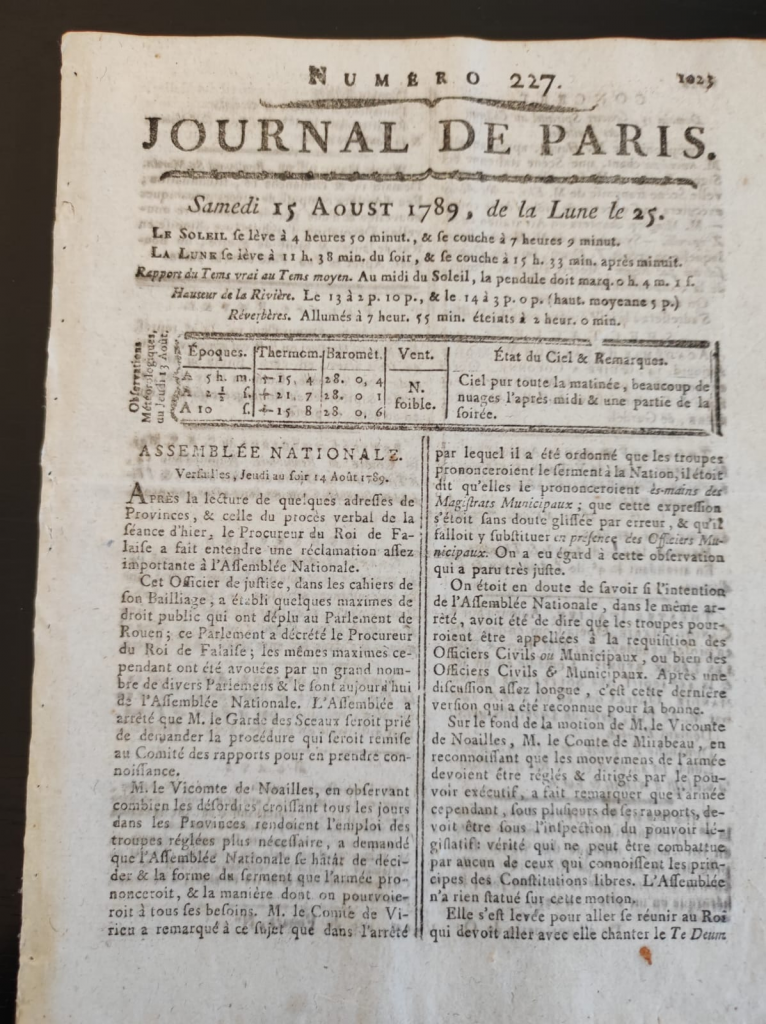 NUMÉRO 227.
1023
JOURNAL DE PARIS.
Samedi 15 AOUST 1789, de la Lune le 25.
LE SOLEIL ſe lève à 4 heures 50 minut., & ſe couche à 7 heures 9 minut.
LA LUNE ſe lève à 11 h. 38 min. du ſoir, & ſe couche à 15 h. 33 min. après minuit.
Rapport du Tems vrai au Tems moyen. Au midi du Soleil, la pendule doit marq. 0 h. 4 m. 1 ſ.
Hauteur de la Rivière. Le 13 à 2 p. 10 p., & le 14 à 3 p. 0 p. (haut. moyeane 5 p.)
Réverbères. Allumés à 7 heur. 55 min. éteints à 2 heur. 0 min.
Observations
Météorologiques,
du Jeudi 13 Août.
Époques. Thermom. Baromèt. Vent. État du Ciel & Remarques.
A 5 h. m. +15, 4 28. 0, 4
A 2 ½ ſ. +21, 7 28. 0 1
A 10 ſ. +15 8 28. 0, 6
N.
foible.
Ciel pur toute la matinée, beaucoup de
nuages l'après midi & une partie de la
ſoirée.
ASSEMBLÉE NATIONALE.
Verſailles, Jeudi au ſoir 14 Août 1789.
APRÈS la lecture de quelques adreſſes de
Provinces, & celle du procès verbal de la
ſéance d'hier, le Procureur du Roi de Fa-
laiſe a fait entendre une réclamation aſſez
importante à l'Aſſemblée Nationale.
Cet Officier de juſtice, dans les cahiers de
ſon Bailliage, a établi quelques maximes de
droit public qui ont déplu au Parlement de
Rouen; ce Parlement a décrété le Procureur
du Roi de Falaiſe; les mêmes maximes ce-
pendant ont été avouées par un grand nom-
bre de divers Parlemens & le ſont aujourd'hui
de l'Aſſemblée Nationale. L'Aſſemblée a
arrêté que M. le Garde des Sceaux ſeroit prié
de demander la procédure qui ſeroit remiſe
au Comité des rapports pour en prendre con-
noiſſance.
M. le Vicomte de Noailles, en obſervant
combien les déſordres croiſſant tous les jours
dans les Provinces rendoient l'emploi des
troupes réglées plus néceſſaire, a demandé
que l'Aſſemblée Nationale ſe hâtât de déci-
der & la forme du ſerment que l'armée pro-
nonceroit, & la manière dont on pourvoie-
roit à tous ſes beſoins. M. le Comte de Vi-
rieu a remarqué à ce ſujet que dans l'arrêté
par lequel il a été ordonné que les troupes
prononceroient le ſerment à la Nation, il étoit
dit qu'elles le prononceroient ès-mains des
Magiſtrats Municipaux; que cette expreſſion
s'étoit ſans doute gliſſée par erreur, & qu'il
falloit y ſubſtituer en préſence des Officiers Mu-
nicipaux. On a eu égard à cette obſervation
qui a paru très juſte.
On étoit en doute de ſavoir ſi l'intention
de l'Aſſemblée Nationale, dans le même ar-
rêté, avoit été de dire que les troupes pour-
roient être appellées à la requiſition des
Officiers Civils ou Municipaux, ou bien des
Officiers Civils & Municipaux. Après une
diſcuſſion aſſez longue, c'eſt cette dernière
verſion qui a été reconnue pour la bonne.
Sur le fond de la motion de M. le Vicomte
de Noailles, M. le Comte de Mirabeau, en
reconnoiſſant que les mouvemens de l'armée
devoient être réglés & dirigés par le pou-
voir exécutif, a fait remarquer que l'armée
cependant, ſous pluſieurs de ſes rapports, de-
voit être ſous l'inſpection du pouvoir lé-
giſlatif: vérité qui ne peut être combattue
par aucun de ceux qui connoiſſent les prin-
cipes des Conſtitutions libres. L'Aſſemblée
n'a rien ſtatué ſur cette motion.
Elle s'eſt levée pour aller ſe réunir au Roi
qui devoit aller avec elle chanter le Te Deum